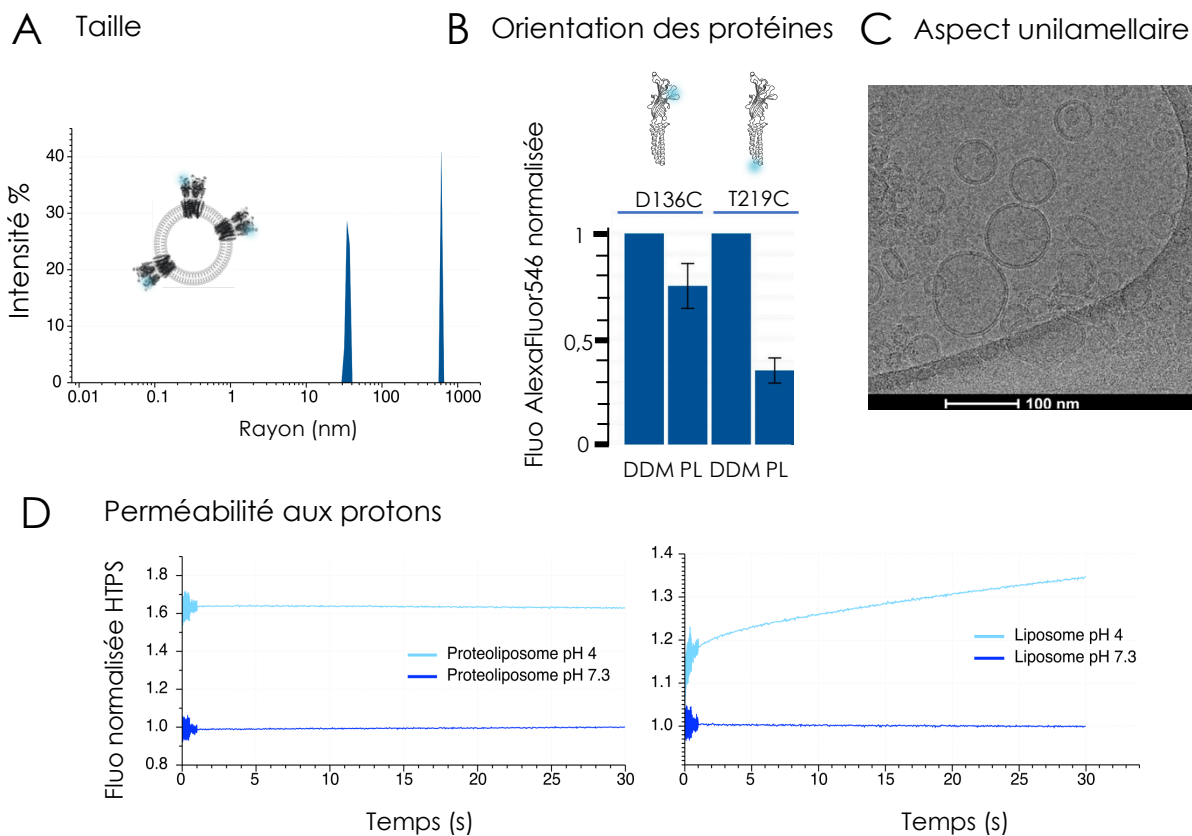 A Taille
Intensité %
40
30
20
10
0
0.01 0.1 1 10 100 1000
Rayon (nm)
B Orientation des protéines
D136C T219C
Fluo AlexaFluor546 normalisée
1
0,5
0
DDM PL DDM PL
C Aspect unilamellaire
100 nm
D Perméabilité aux protons
Fluo normalisée HTPS
1.8
1.6
1.4
1.2
1.0
0.8
Proteoliposome pH 4
Proteoliposome pH 7.3
0 5 10 15 20 25 30
Temps (s)
1.4
1.3
1.2
1.1
1.0
Liposome pH 4
Liposome pH 7.3
0 10 20 30
Temps (s)